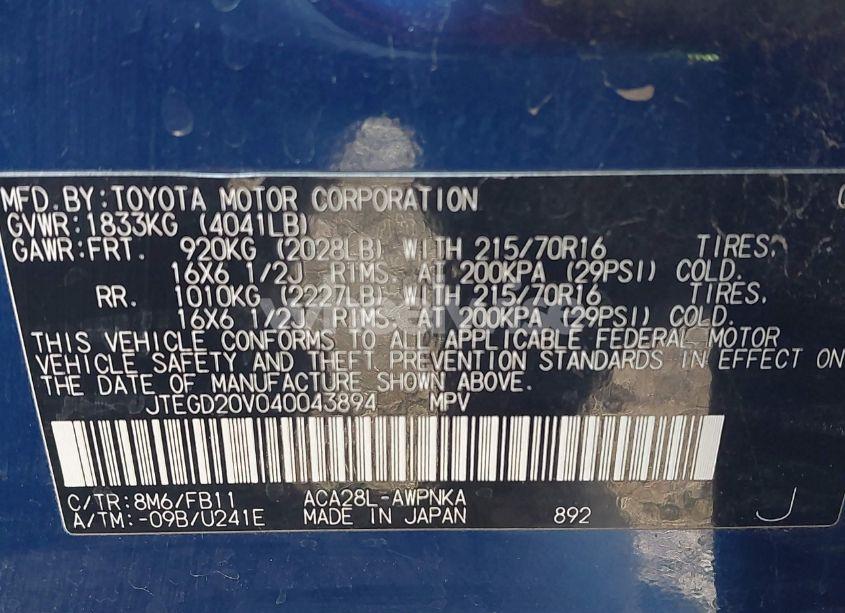 MFD.BY:TOYOTA MOTOR CORPORATION
GVWR:1833KG (4041LB)
GAWR:FRT. 920KG (2028LB) WITH 215/70R16 TIRES,
16X6 1/2J RIMS, AT 200KPA (29PSI) COLD.
RR. 1010KG (2227LB) WITH 215/70R16 TIRES,
16X6 1/2J RIMS, AT 200KPA (29PSI) COLD.
THIS VEHICLE CONFORMS TO ALL APPLICABLE FEDERAL MOTOR
VEHICLE SAFETY AND THEFT PREVENTION STANDARDS IN EFFECT ON
THE DATE OF MANUFACTURE SHOWN ABOVE.
JTEGD20V040043894 MPV
C/TR:8M6/FB11 ACA28L-AWPNKA
A/TM:-09B/U241E MADE IN JAPAN 892 J